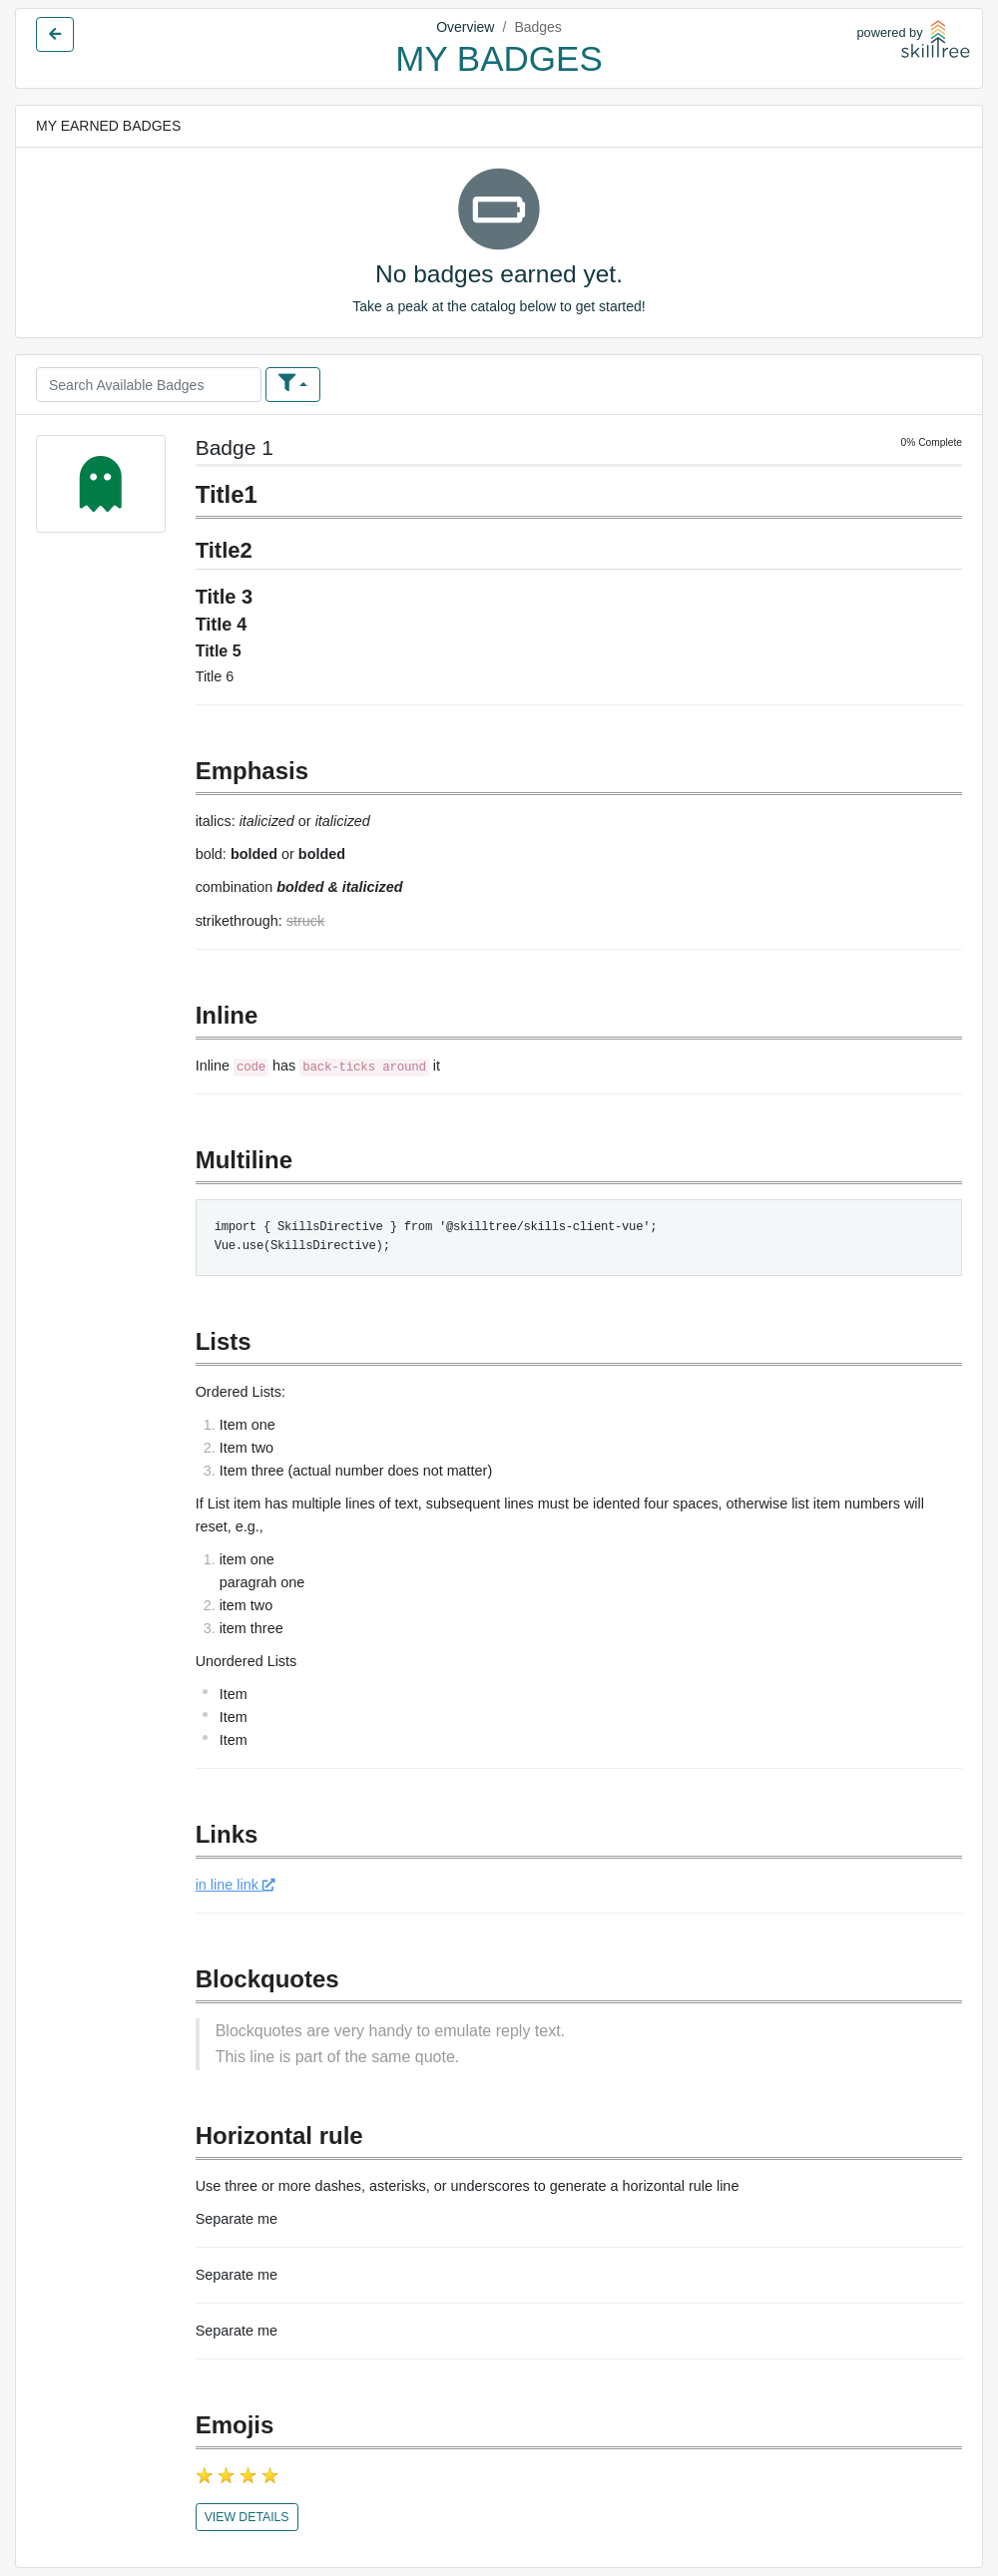 Overview / Badges
MY BADGES
powered by
skilltree
MY EARNED BADGES
No badges earned yet.
Take a peak at the catalog below to get started!
Search Available Badges
Badge 1
0% Complete
Title1
Title2
Title 3
Title 4
Title 5
Title 6
Emphasis
italics: italicized or italicized
bold: bolded or bolded
combination bolded & italicized
strikethrough: struck
Inline
Inline code has back-ticks around it
Multiline
import { SkillsDirective } from '@skilltree/skills-client-vue';
Vue.use(SkillsDirective);
Lists
Ordered Lists:
1. Item one
2. Item two
3. Item three (actual number does not matter)
If List item has multiple lines of text, subsequent lines must be idented four spaces, otherwise list item numbers will
reset, e.g.,
1. item one
paragrah one
2. item two
3. item three
Unordered Lists
Item
Item
Item
Links
in line link
Blockquotes
Blockquotes are very handy to emulate reply text.
This line is part of the same quote.
Horizontal rule
Use three or more dashes, asterisks, or underscores to generate a horizontal rule line
Separate me
Separate me
Separate me
Emojis
VIEW DETAILS